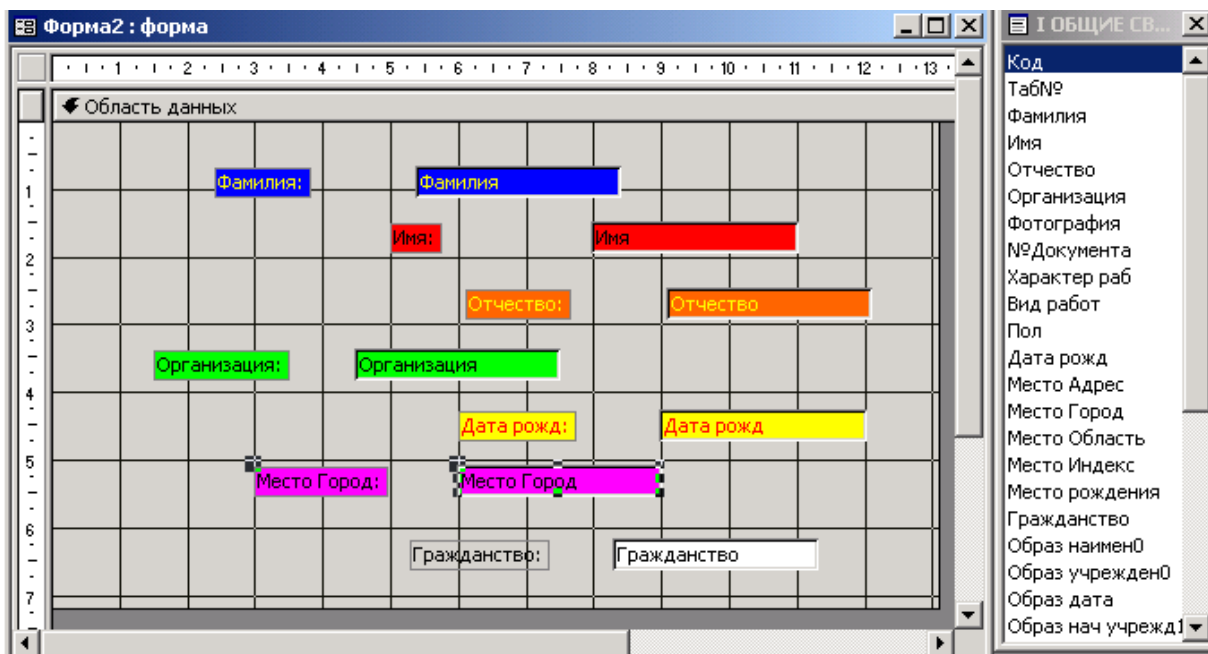 Форма2 : форма
1 2 3 4 5 6 7 8 9 10 11 12 13
Область данных
1
Фамилия: Фамилия
Имя: Имя
2
Отчество: Отчество
3
Организация: Организация
4
Дата рожд: Дата рожд
5
Место Город: Место Город
6
Гражданство: Гражданство
7
I ОБЩИЕ СВ...
Код
Таб№
Фамилия
Имя
Отчество
Организация
Фотография
№Документа
Характер раб
Вид работ
Пол
Дата рожд
Место Адрес
Место Город
Место Область
Место Индекс
Место рождения
Гражданство
Образ наимен0
Образ учрежден0
Образ дата
Образ нач учрежд1